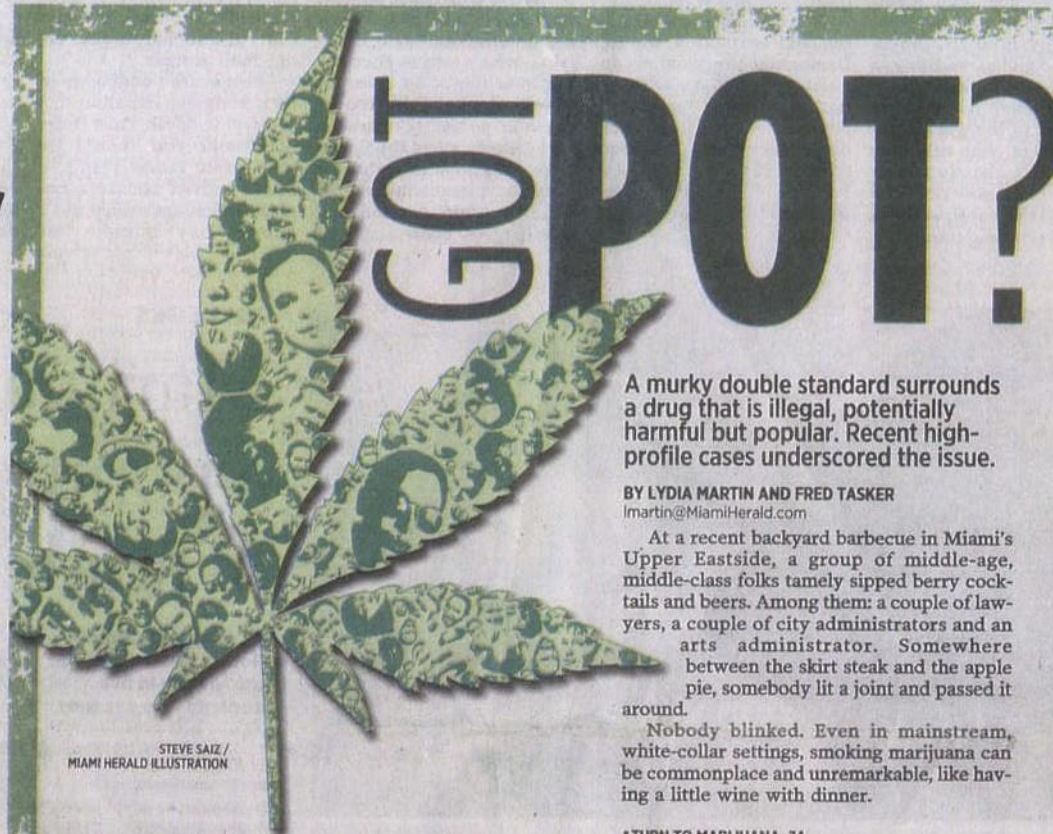 GOT
POT?
A murky double standard surrounds
a drug that is illegal, potentially
harmful but popular. Recent high-
profile cases underscored the issue.
BY LYDIA MARTIN AND FRED TASKER
lmartin@MiamiHerald.com
At a recent backyard barbecue in Miami's
Upper Eastside, a group of middle-age,
middle-class folks tamely sipped berry cock-
tails and beers. Among them: a couple of law-
yers, a couple of city administrators and an
arts administrator. Somewhere
between the skirt steak and the apple
pie, somebody lit a joint and passed it
around.
Nobody blinked. Even in mainstream,
white-collar settings, smoking marijuana can
be commonplace and unremarkable, like hav-
ing a little wine with dinner.
TURN TO MARIJUANA,
STEVE SAIZ /
MIAMI HERALD ILLUSTRATION